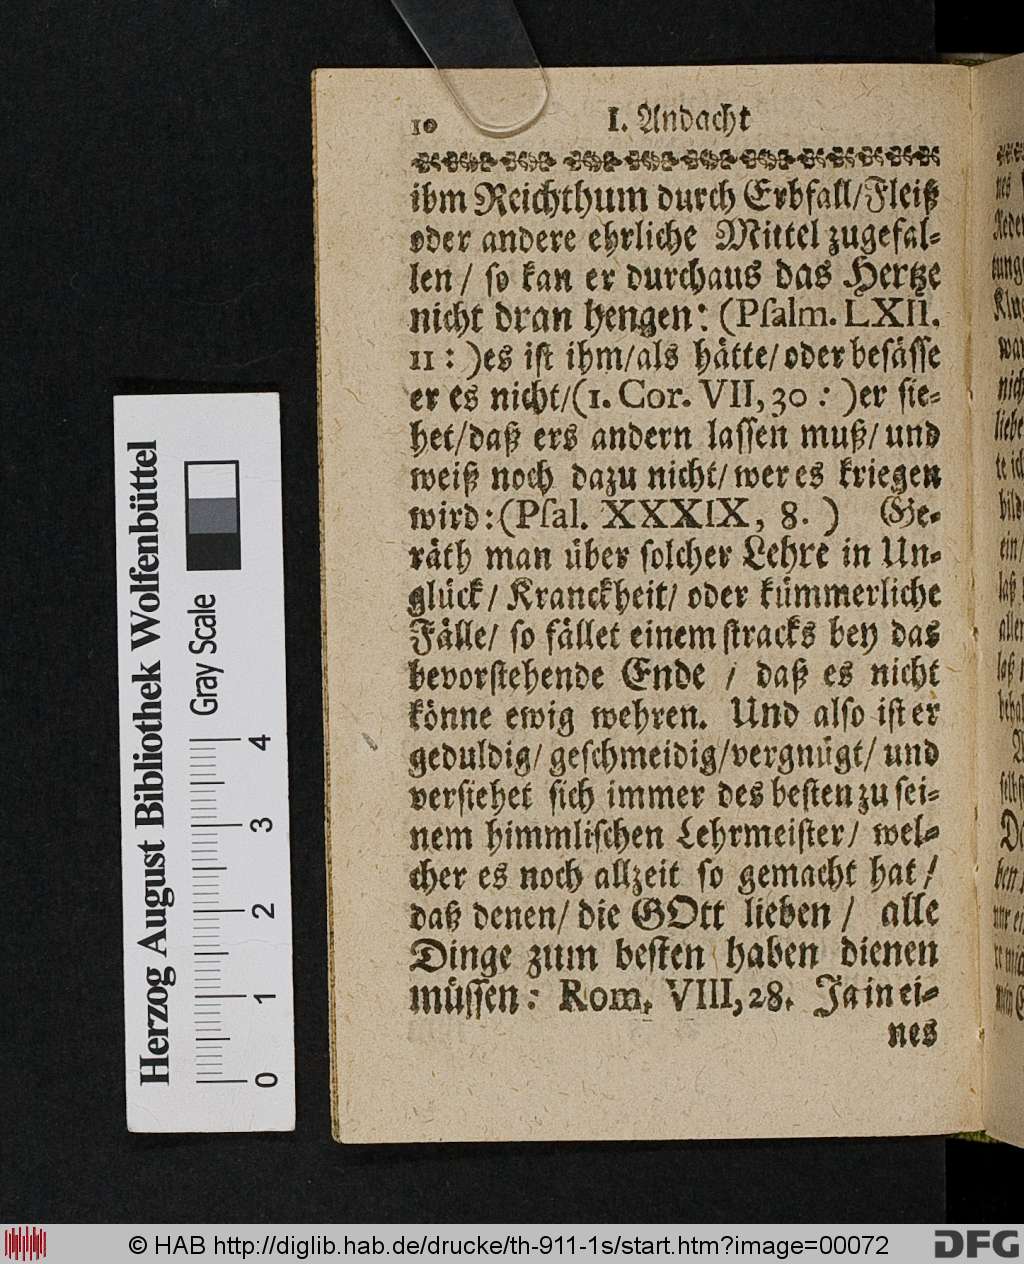 10 I. Andacht
ihm Reichthum durch Erbfall/Fleiß
oder andere ehrliche Mittel zugefal-
len/ so kan er durchaus das Hertze
nicht dran hengen: (Psalm. LXII.
11: )es ist ihm/als hätte/oder besässe
er es nicht/(1. Cor. VII, 30 : )er sie-
het/daß ers andern lassen muß/und
weiß noch dazu nicht/wer es kriegen
wird:(Psal. XXXIX, 8. ) Ge-
räth man über solcher Lehre in Un-
glück/ Kranckheit/ oder kümmerliche
Fälle/ so fället einem stracks bey das
bevorstehende Ende / daß es nicht
könne ewig wehren. Und also ist er
geduldig/ geschmeidig/vergnügt/ und
versiehet sich immer des besten zu sei-
nem himmlischen Lehrmeister/ wel-
cher es noch allzeit so gemacht hat/
daß denen/ die GOtt lieben / alle
Dinge zum besten haben dienen
müssen: Rom. VIII, 28. Ja in ei-
nes
Herzog August Bibliothek Wolfenbüttel
Gray Scale
0 1 2 3 4
© HAB http://diglib.hab.de/drucke/th-911-1s/start.htm?image=00072
DFG